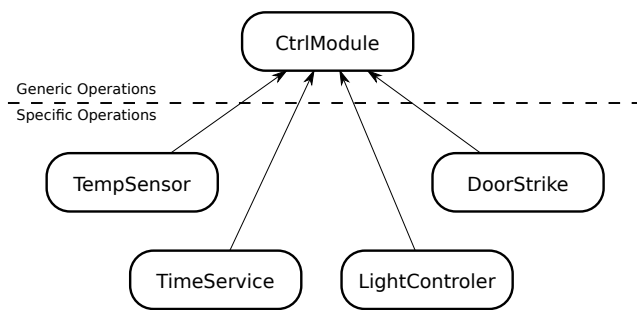 CtrlModule
Generic Operations
Specific Operations
TempSensor
DoorStrike
TimeService
LightControler